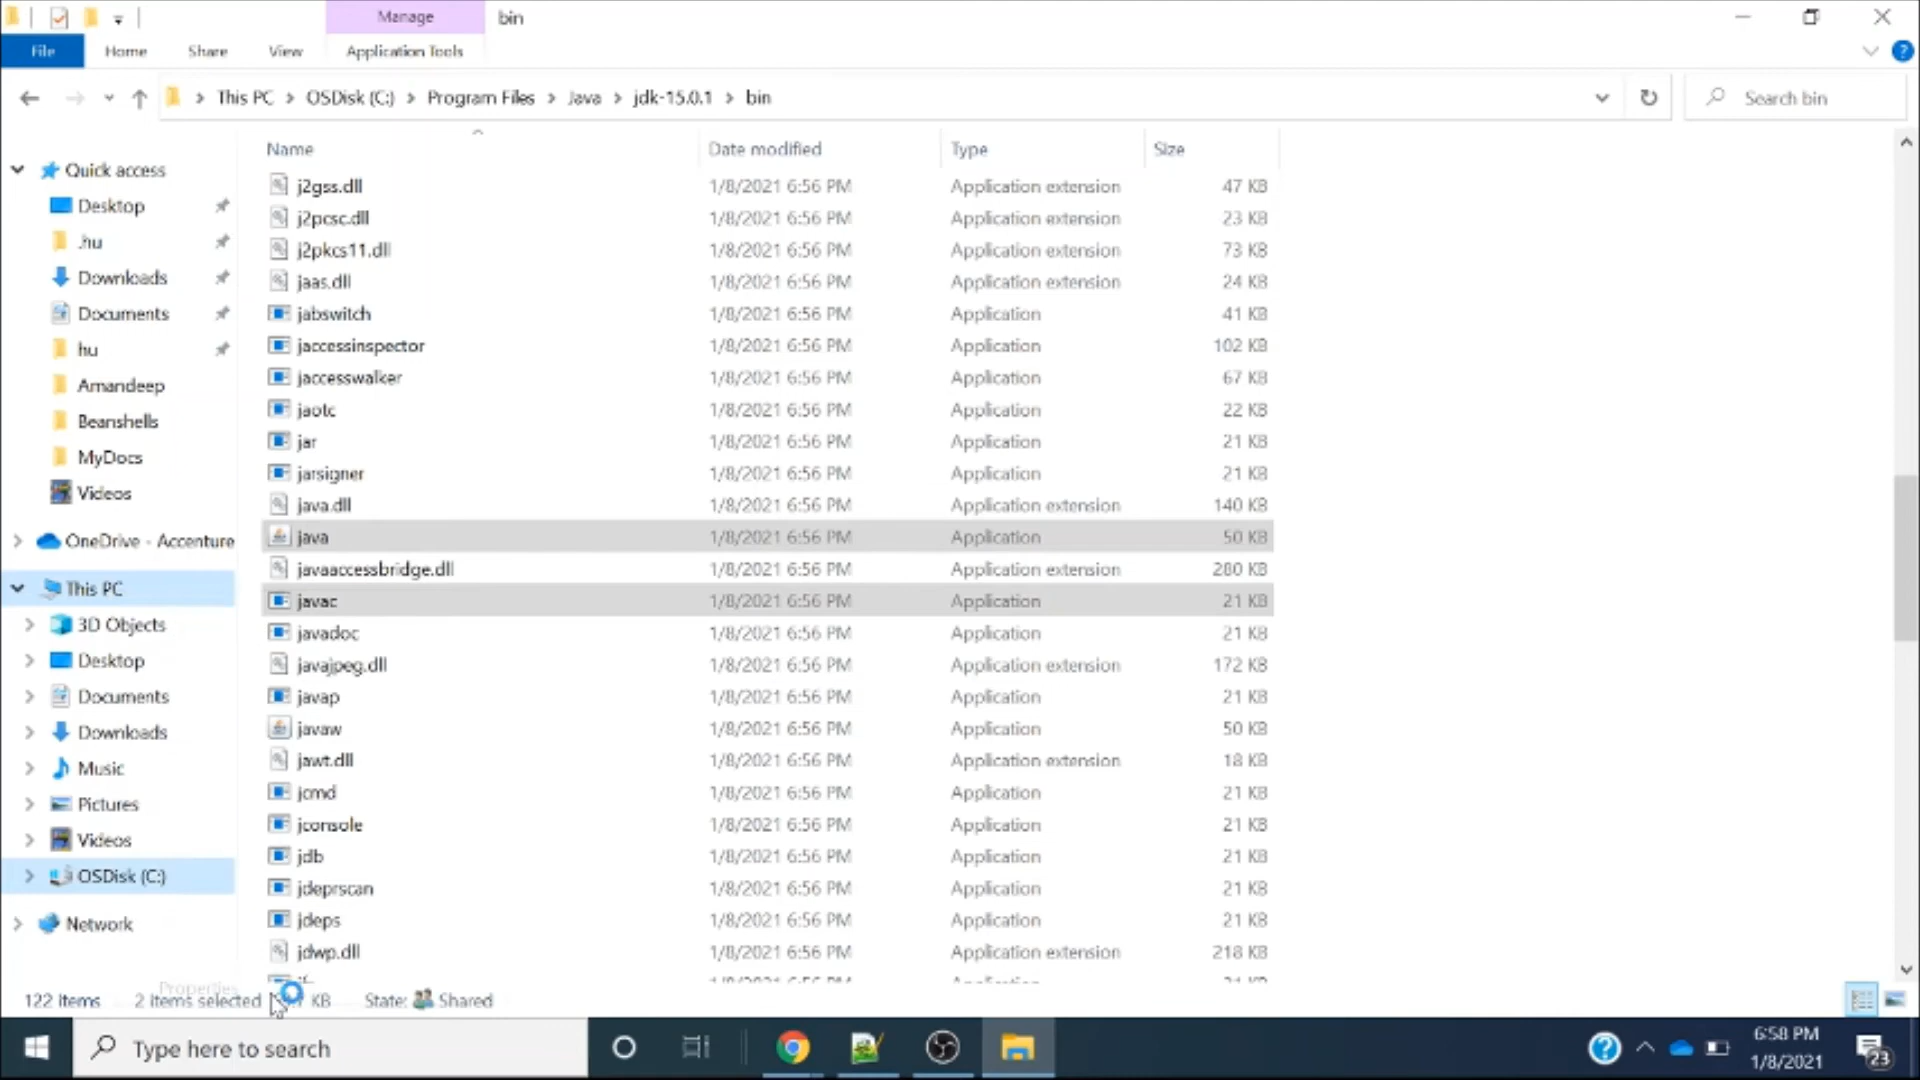 Manage bin
File Home Share View Application Tools
This PC > OSDisk (C:) > Program Files > Java > jdk-15.0.1 > bin Search bin
Name Date modified Type Size
Quick access
Desktop
.hu
Downloads
Documents
hu
Amandeep
Beanshells
MyDocs
Videos
OneDrive - Accenture
This PC
3D Objects
Desktop
Documents
Downloads
Music
Pictures
Videos
OSDisk (C:)
Network
j2gss.dll 1/8/2021 6:56 PM Application extension 47 KB
j2pcsc.dll 1/8/2021 6:56 PM Application extension 23 KB
j2pkcs11.dll 1/8/2021 6:56 PM Application extension 73 KB
jaas.dll 1/8/2021 6:56 PM Application extension 24 KB
jabswitch 1/8/2021 6:56 PM Application 41 KB
jaccessinspector 1/8/2021 6:56 PM Application 102 KB
jaccesswalker 1/8/2021 6:56 PM Application 67 KB
jaotc 1/8/2021 6:56 PM Application 22 KB
jar 1/8/2021 6:56 PM Application 21 KB
jarsigner 1/8/2021 6:56 PM Application 21 KB
java.dll 1/8/2021 6:56 PM Application extension 140 KB
java 1/8/2021 6:56 PM Application 50 KB
javaaccessbridge.dll 1/8/2021 6:56 PM Application extension 280 KB
javac 1/8/2021 6:56 PM Application 21 KB
javadoc 1/8/2021 6:56 PM Application 21 KB
javajpeg.dll 1/8/2021 6:56 PM Application extension 172 KB
javap 1/8/2021 6:56 PM Application 21 KB
javaw 1/8/2021 6:56 PM Application 50 KB
jawt.dll 1/8/2021 6:56 PM Application extension 18 KB
jcmd 1/8/2021 6:56 PM Application 21 KB
jconsole 1/8/2021 6:56 PM Application 21 KB
jdb 1/8/2021 6:56 PM Application 21 KB
jdeprscan 1/8/2021 6:56 PM Application 21 KB
jdeps 1/8/2021 6:56 PM Application 21 KB
jdwp.dll 1/8/2021 6:56 PM Application extension 218 KB
Properties
122 items 2 items selected KB State: Shared
Type here to search 6:58 PM
1/8/2021 23